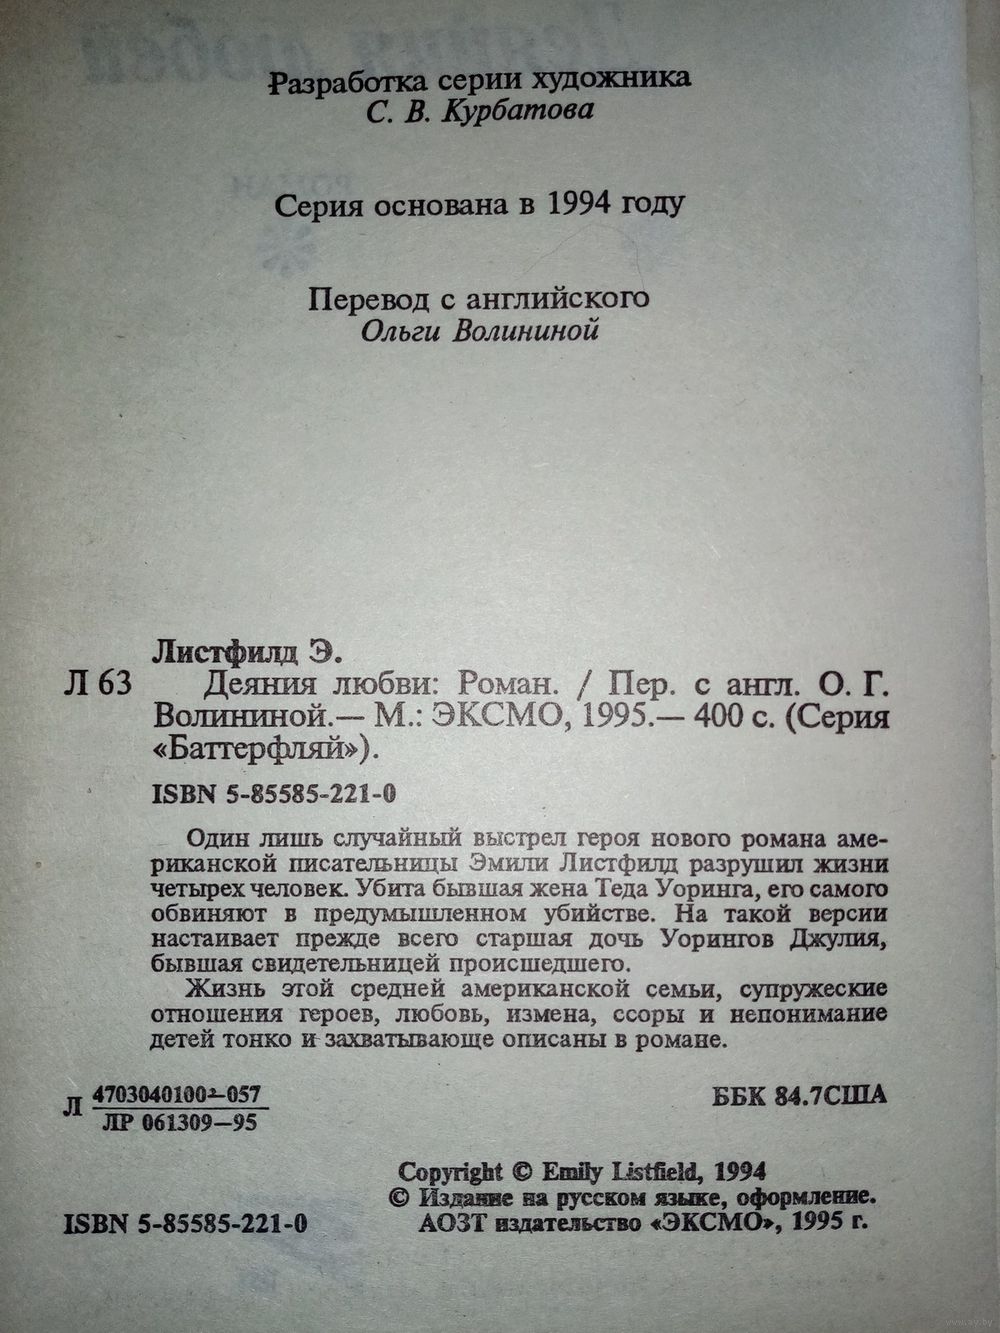 Разработка серии художника
С. В. Курбатова
Серия основана в 1994 году
Перевод с английского
Ольги Волининой
Листфилд Э.
Л 63 Деяния любви: Роман. / Пер. с англ. О. Г.
Волининой.— М.: ЭКСМО, 1995.— 400 с. (Серия
«Баттерфляй»).
ISBN 5-85585-221-0
Один лишь случайный выстрел героя нового романа аме-
риканской писательницы Эмили Листфилд разрушил жизни
четырех человек. Убита бывшая жена Теда Уоринга, его самого
обвиняют в предумышленном убийстве. На такой версии
настаивает прежде всего старшая дочь Уорингов Джулия,
бывшая свидетельницей происшедшего.
Жизнь этой средней американской семьи, супружеские
отношения героев, любовь, измена, ссоры и непонимание
детей тонко и захватывающе описаны в романе.
Л 4703040100–057
ЛР 061309–95
ББК 84.7США
Copyright © Emily Listfield, 1994
© Издание на русском языке, оформление.
АОЗТ издательство «ЭКСМО», 1995 г.
ISBN 5-85585-221-0
www.ay.by